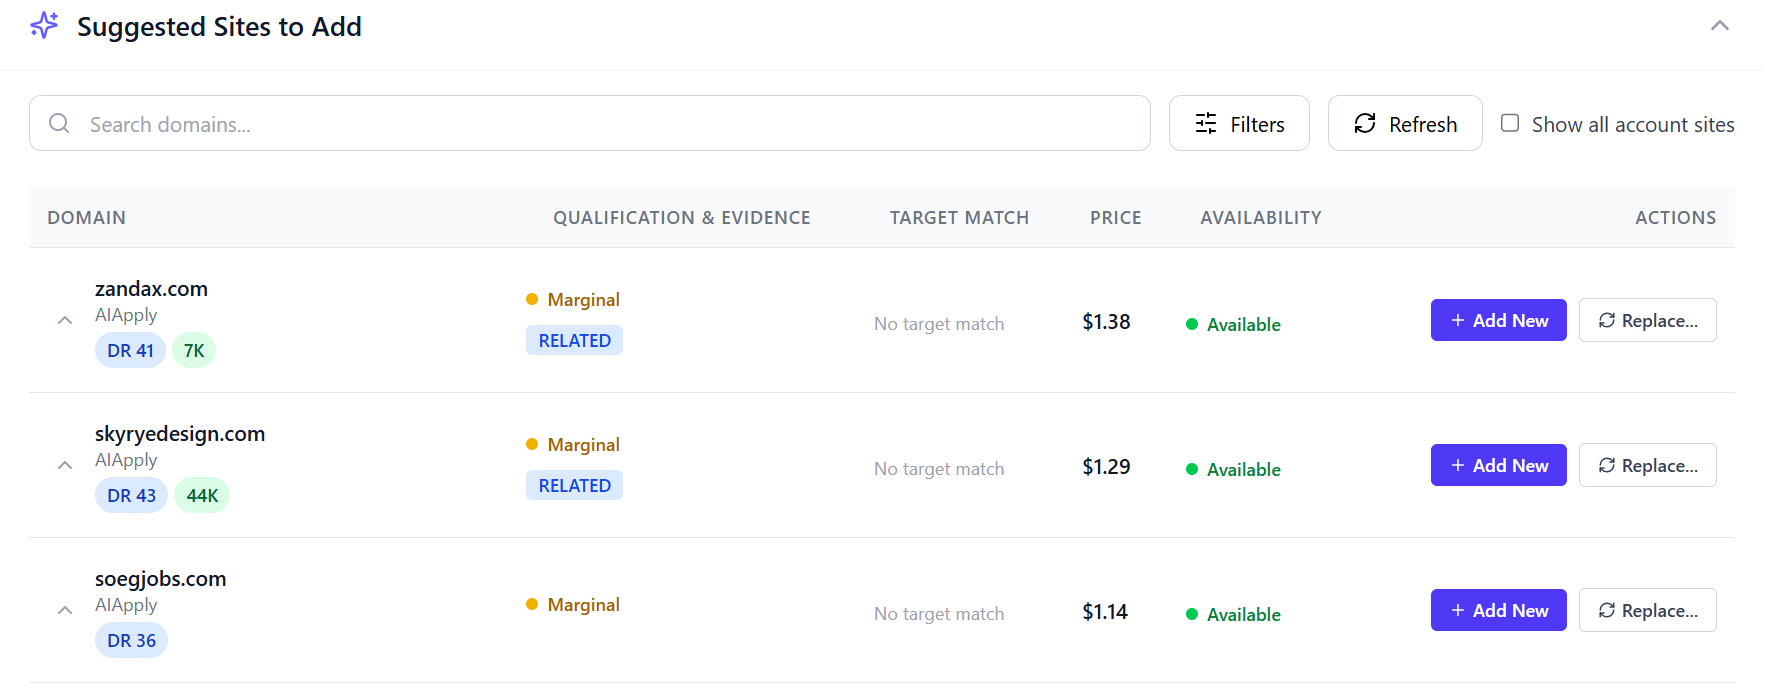 Suggested Sites to Add
Search domains...
Filters
Refresh
Show all account sites
DOMAIN QUALIFICATION & EVIDENCE TARGET MATCH PRICE AVAILABILITY ACTIONS
zandax.com
AIApply
DR 41 7K
Marginal
RELATED
No target match
$1.38
Available
+ Add New
Replace...
skyryedesign.com
AIApply
DR 43 44K
Marginal
RELATED
No target match
$1.29
Available
+ Add New
Replace...
soegjobs.com
AIApply
DR 36
Marginal
No target match
$1.14
Available
+ Add New
Replace...